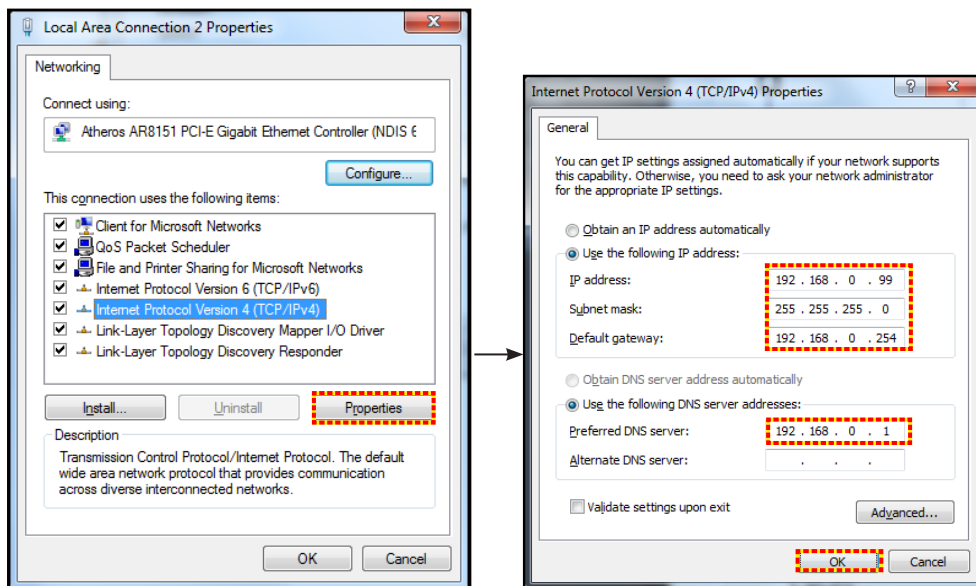 Local Area Connection 2 Properties
Networking
Connect using:
Atheros AR8151 PCI-E Gigabit Ethernet Controller (NDIS 6
Configure...
This connection uses the following items:
Client for Microsoft Networks
QoS Packet Scheduler
File and Printer Sharing for Microsoft Networks
Internet Protocol Version 6 (TCP/IPv6)
Internet Protocol Version 4 (TCP/IPv4)
Link-Layer Topology Discovery Mapper I/O Driver
Link-Layer Topology Discovery Responder
Install...
Uninstall
Properties
Description
Transmission Control Protocol/Internet Protocol. The default
wide area network protocol that provides communication
across diverse interconnected networks.
OK
Cancel
Internet Protocol Version 4 (TCP/IPv4) Properties
General
You can get IP settings assigned automatically if your network supports
this capability. Otherwise, you need to ask your network administrator
for the appropriate IP settings.
Obtain an IP address automatically
Use the following IP address:
IP address: 192 . 168 . 0 . 99
Subnet mask: 255 . 255 . 255 . 0
Default gateway: 192 . 168 . 0 . 254
Obtain DNS server address automatically
Use the following DNS server addresses:
Preferred DNS server: 192 . 168 . 0 . 1
Alternate DNS server: . . .
Validate settings upon exit
Advanced...
OK
Cancel